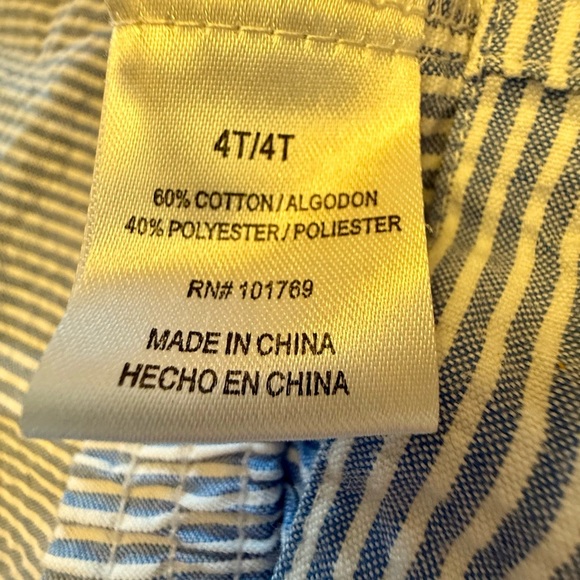 4T/4T
60% COTTON/ALGODON
40% POLYESTER/POLIESTER
RN# 101769
MADE IN CHINA
HECHO EN CHINA